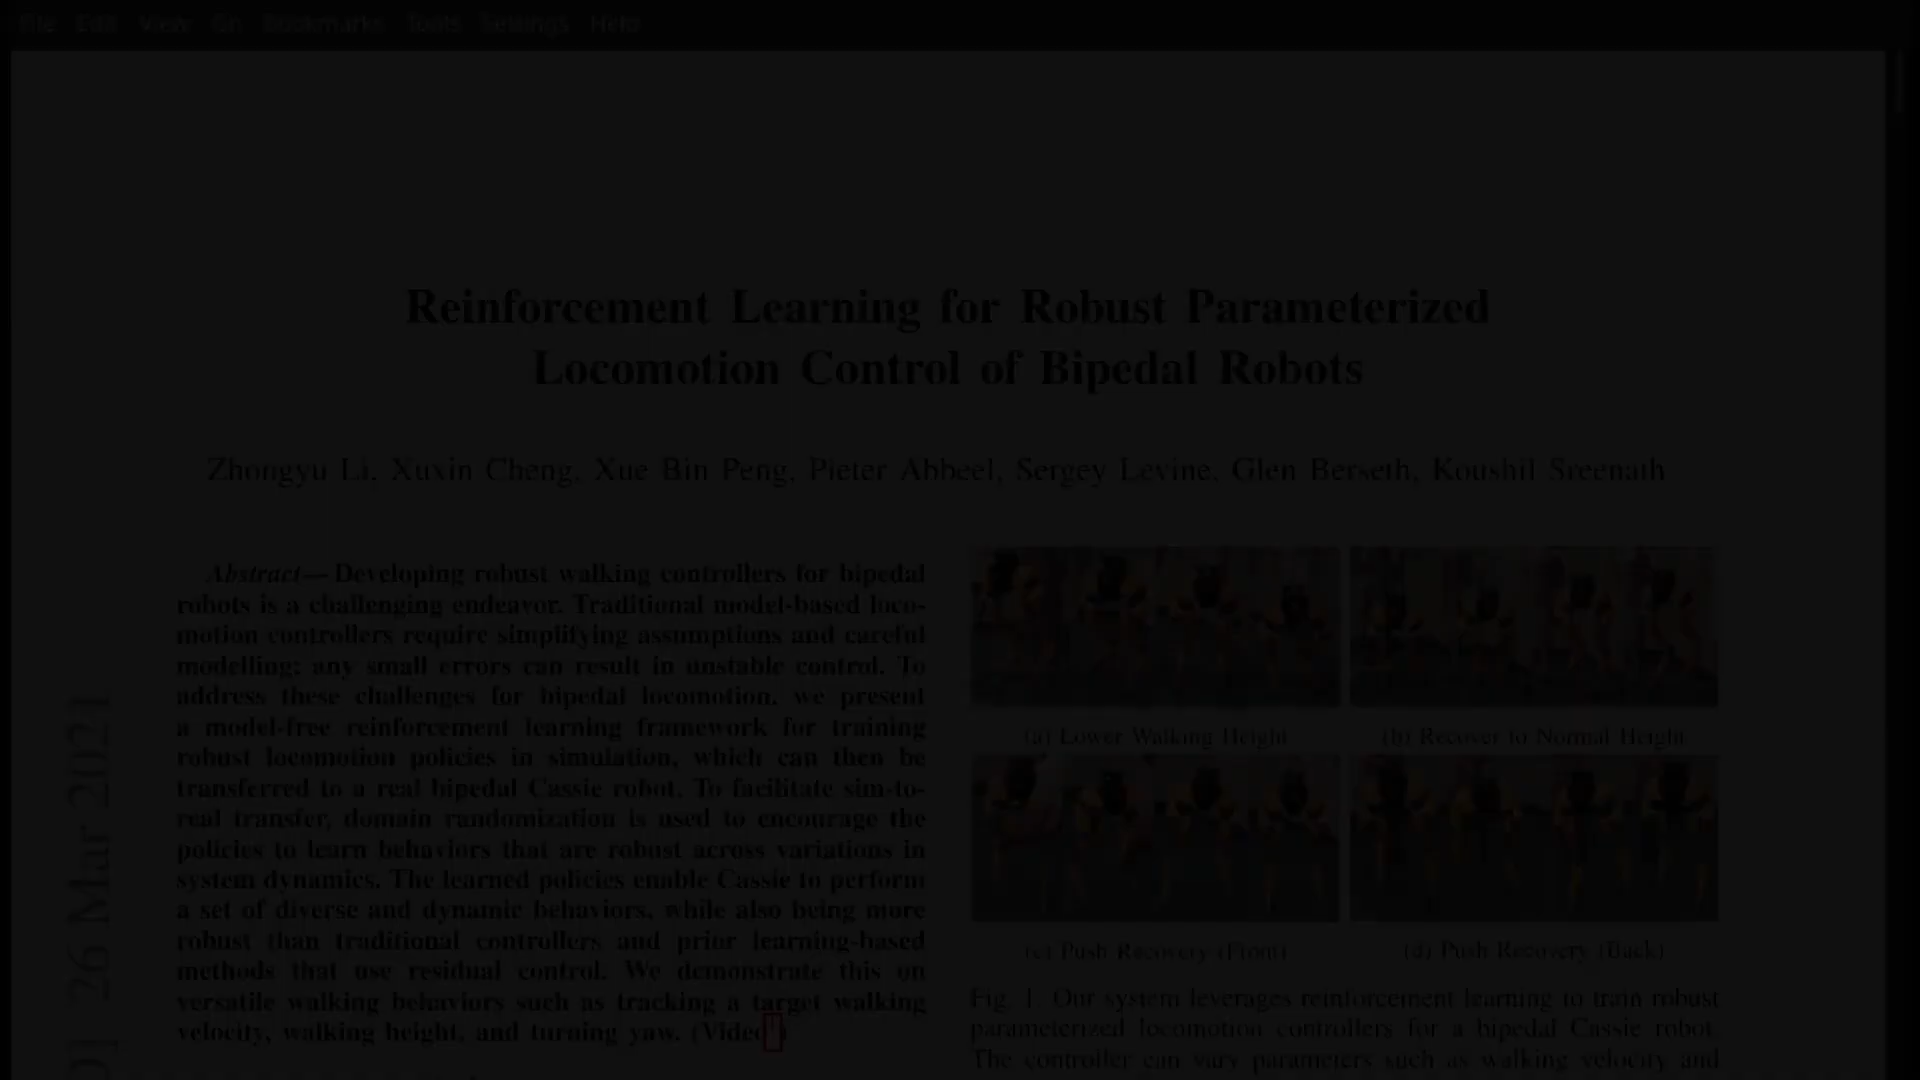 File Edit View Go Bookmarks Tools Settings Help
Reinforcement Learning for Robust Parameterized
Locomotion Control of Bipedal Robots
Zhongyu Li, Xuxin Cheng, Xue Bin Peng, Pieter Abbeel, Sergey Levine, Glen Berseth, Koushil Sreenath
Abstract— Developing robust walking controllers for bipedal
robots is a challenging endeavor. Traditional model-based loco-
motion controllers require simplifying assumptions and careful
modelling; any small errors can result in unstable control. To
address these challenges for bipedal locomotion, we present
a model-free reinforcement learning framework for training
robust locomotion policies in simulation, which can then be
transferred to a real bipedal Cassie robot. To facilitate sim-to-
real transfer, domain randomization is used to encourage the
policies to learn behaviors that are robust across variations in
system dynamics. The learned policies enable Cassie to perform
a set of diverse and dynamic behaviors, while also being more
robust than traditional controllers and prior learning-based
methods that use residual control. We demonstrate this on
versatile walking behaviors such as tracking a target walking
velocity, walking height, and turning yaw. (Video )
(a) Lower Walking Height
(b) Recover to Normal Height
(c) Push Recovery (Front)
(d) Push Recovery (Back)
Fig. 1: Our system leverages reinforcement learning to train robust
parameterized locomotion controllers for a bipedal Cassie robot.
The controller can vary parameters such as walking velocity and
26 Mar 2021